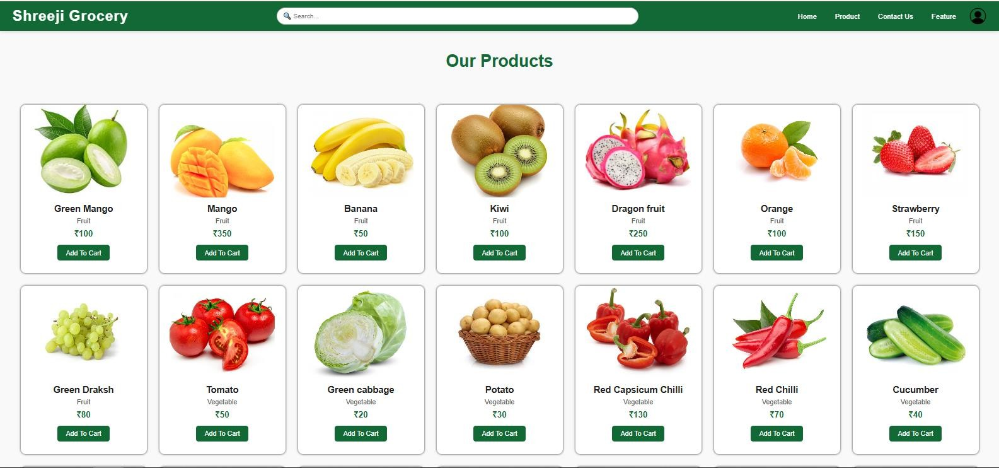 Shreeji Grocery
🔍 Search...
Home Product Contact Us Feature
Our Products
Green Mango
Fruit
₹100
Add To Cart
Mango
Fruit
₹350
Add To Cart
Banana
Fruit
₹50
Add To Cart
Kiwi
Fruit
₹100
Add To Cart
Dragon fruit
Fruit
₹250
Add To Cart
Orange
Fruit
₹100
Add To Cart
Strawberry
Fruit
₹150
Add To Cart
Green Draksh
Fruit
₹80
Add To Cart
Tomato
Vegetable
₹50
Add To Cart
Green cabbage
Vegetable
₹20
Add To Cart
Potato
Vegetable
₹30
Add To Cart
Red Capsicum Chilli
Vegetable
₹130
Add To Cart
Red Chilli
Vegetable
₹70
Add To Cart
Cucumber
Vegetable
₹40
Add To Cart